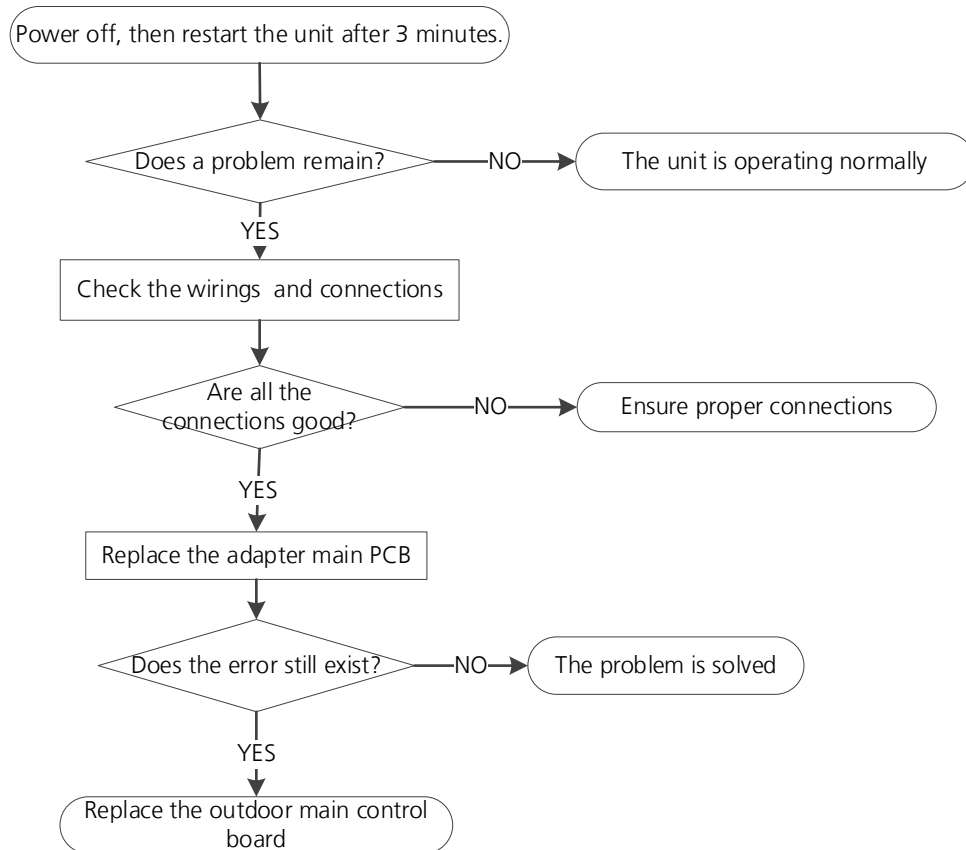 Power off, then restart the unit after 3 minutes.
Does a problem remain?
NO
The unit is operating normally
YES
Check the wirings  and connections
Are all the
connections good?
NO
Ensure proper connections
YES
Replace the adapter main PCB
Does the error still exist?
NO
The problem is solved
YES
Replace the outdoor main control
board